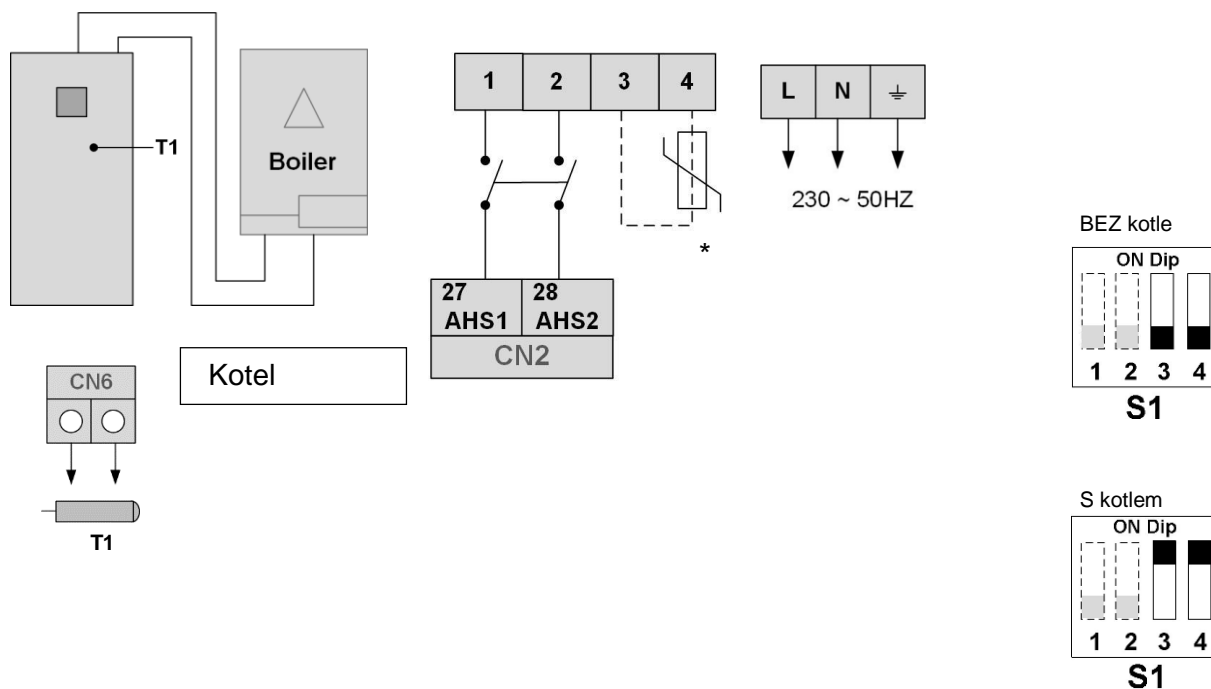 T1
Boiler
1 2 3 4
*
27 28
AHS1 AHS2
CN2
L N
230 ~ 50HZ
Kotel
CN6
T1
BEZ kotle
ON Dip
1 2 3 4
S1
S kotlem
ON Dip
1 2 3 4
S1